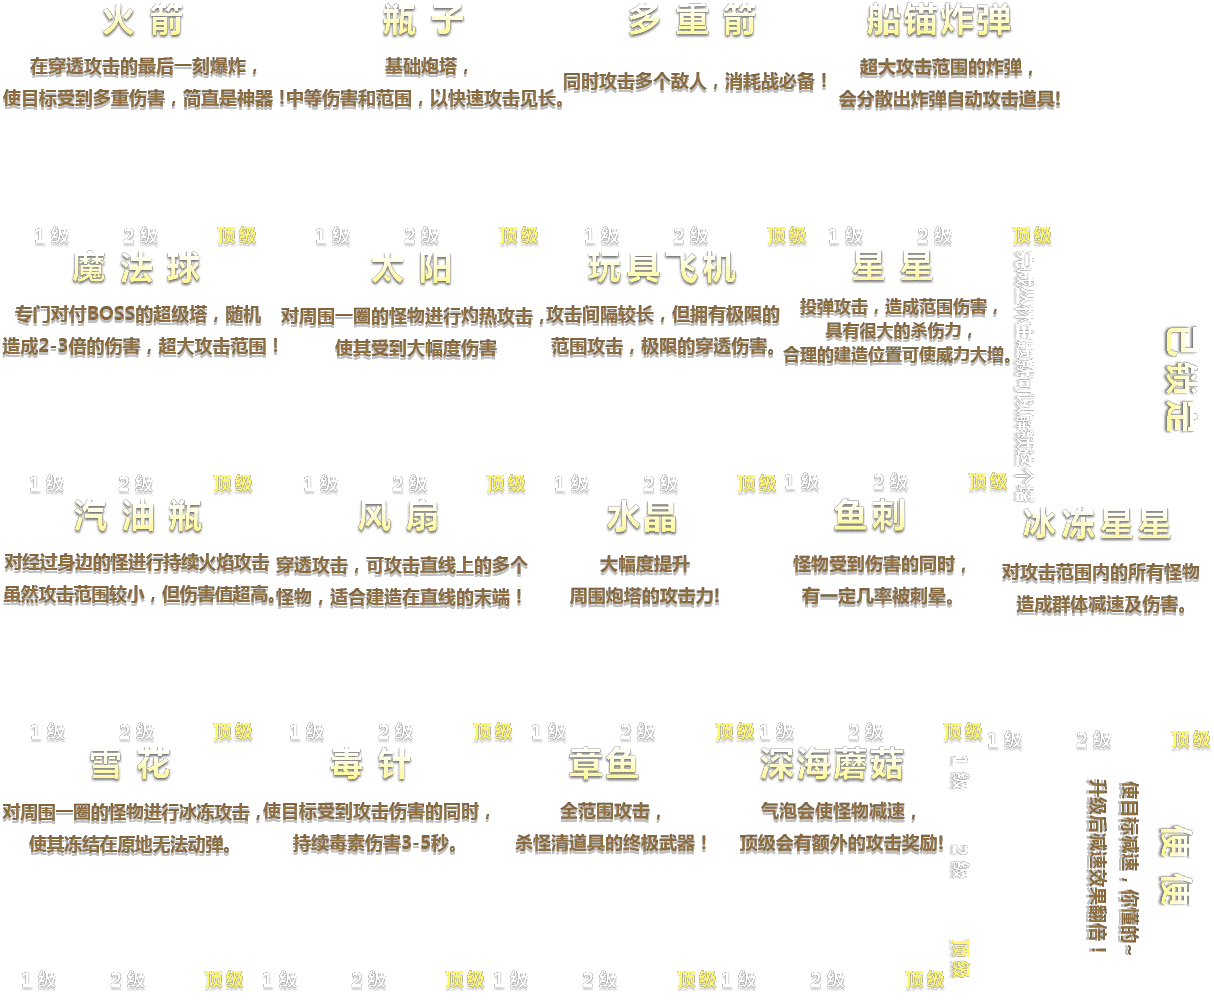 火箭
在穿透攻击的最后一刻爆炸，
使目标受到多重伤害，简直是神器！
1级 2级 顶级
瓶子
基础炮塔，
中等伤害和范围，以快速攻击见长。
1级 2级 顶级
多重箭
同时攻击多个敌人，消耗战必备！
1级 2级 顶级
船锚炸弹
超大攻击范围的炸弹，
会分散出炸弹自动攻击道具!
1级 2级 顶级
魔法球
专门对付BOSS的超级塔，随机
造成2-3倍的伤害，超大攻击范围！
1级 2级 顶级
太阳
对周围一圈的怪物进行灼热攻击，
使其受到大幅度伤害
1级 2级 顶级
玩具飞机
攻击间隔较长，但拥有极限的
范围攻击，极限的穿透伤害。
1级 2级 顶级
星星
投弹攻击，造成范围伤害，
具有很大的杀伤力，
合理的建造位置可使威力大增。
1级 2级 顶级
已锁定
汽油瓶
对经过身边的怪进行持续火焰攻击
虽然攻击范围较小，但伤害值超高。
1级 2级 顶级
风扇
穿透攻击，可攻击直线上的多个
怪物，适合建造在直线的末端！
1级 2级 顶级
水晶
大幅度提升
周围炮塔的攻击力!
1级 2级 顶级
鱼刺
怪物受到伤害的同时，
有一定几率被刺晕。
1级 2级 顶级
冰冻星星
对攻击范围内的所有怪物
造成群体减速及伤害。
1级 2级 顶级
雪花
对周围一圈的怪物进行冰冻攻击，
使其冻结在原地无法动弹。
1级 2级 顶级
毒针
使目标受到攻击伤害的同时，
持续毒素伤害3-5秒。
1级 2级 顶级
章鱼
全范围攻击，
杀怪清道具的终极武器！
1级 2级 顶级
深海蘑菇
气泡会使怪物减速，
顶级会有额外的攻击奖励!
1级 2级 顶级
便便
使目标减速，你懂的~
升级后减速效果翻倍！
1级 2级 顶级